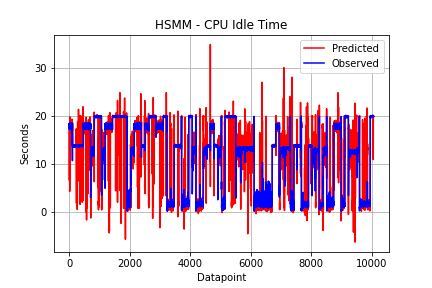 HSMM - CPU Idle Time
Predicted
Observed
30
20
10
0
Seconds
0 2000 4000 6000 8000 10000
Datapoint